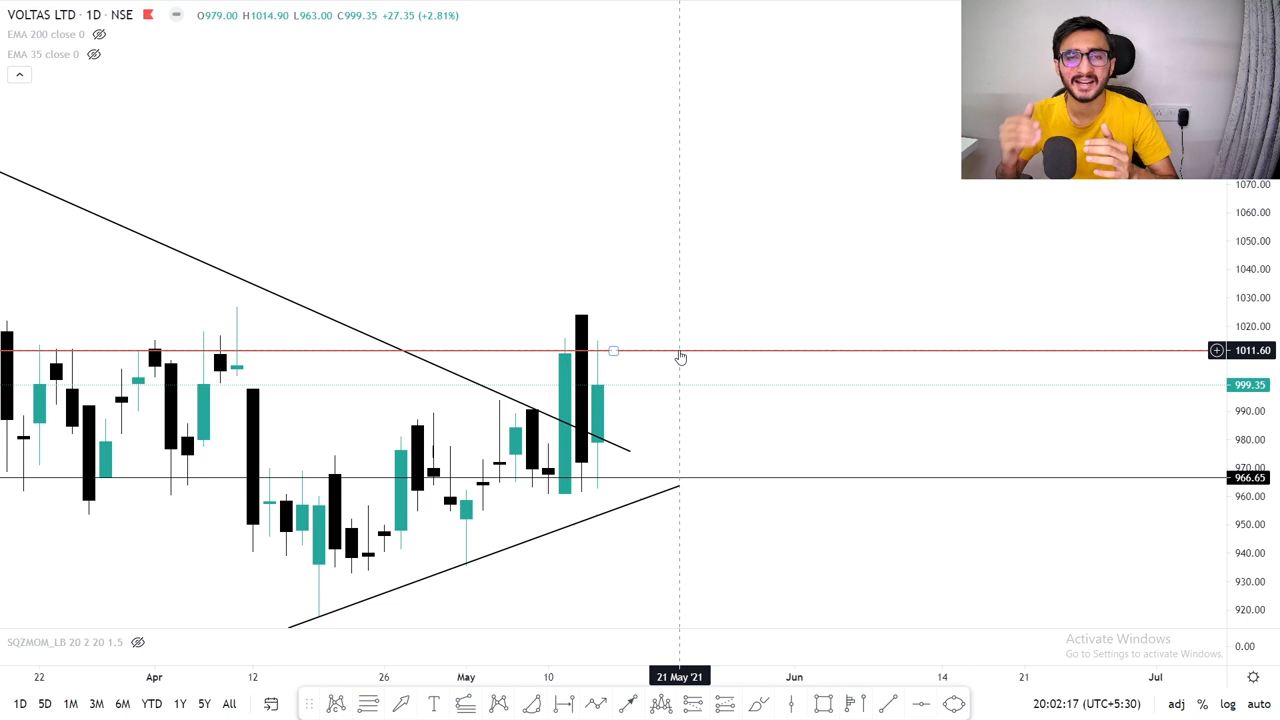 VOLTAS LTD · 1D · NSE
O979.00 H1014.90 L963.00 C999.35 +27.35 (+2.81%)
EMA 200 close 0
EMA 35 close 0
1070.00
1060.00
1050.00
1040.00
1030.00
1020.00
1011.60
999.35
990.00
980.00
970.00
966.65
960.00
950.00
940.00
930.00
920.00
SQZMOM_LB 20 2 20 1.5
0.00
Activate Windows
Go to Settings to activate Windows.
22 Apr 12 26 May 10 21 May '21 Jun 14 21 Jul
1D 5D 1M 3M 6M YTD 1Y 5Y All
20:02:17 (UTC+5:30) adj % log auto